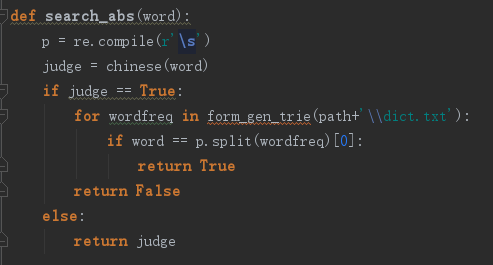 def search_abs(word):
    p = re.compile(r'\s')
    judge = chinese(word)
    if judge == True:
        for wordfreq in form_gen_trie(path+'\\dict.txt'):
            if word == p.split(wordfreq)[0]:
                return True
        return False
    else:
        return judge